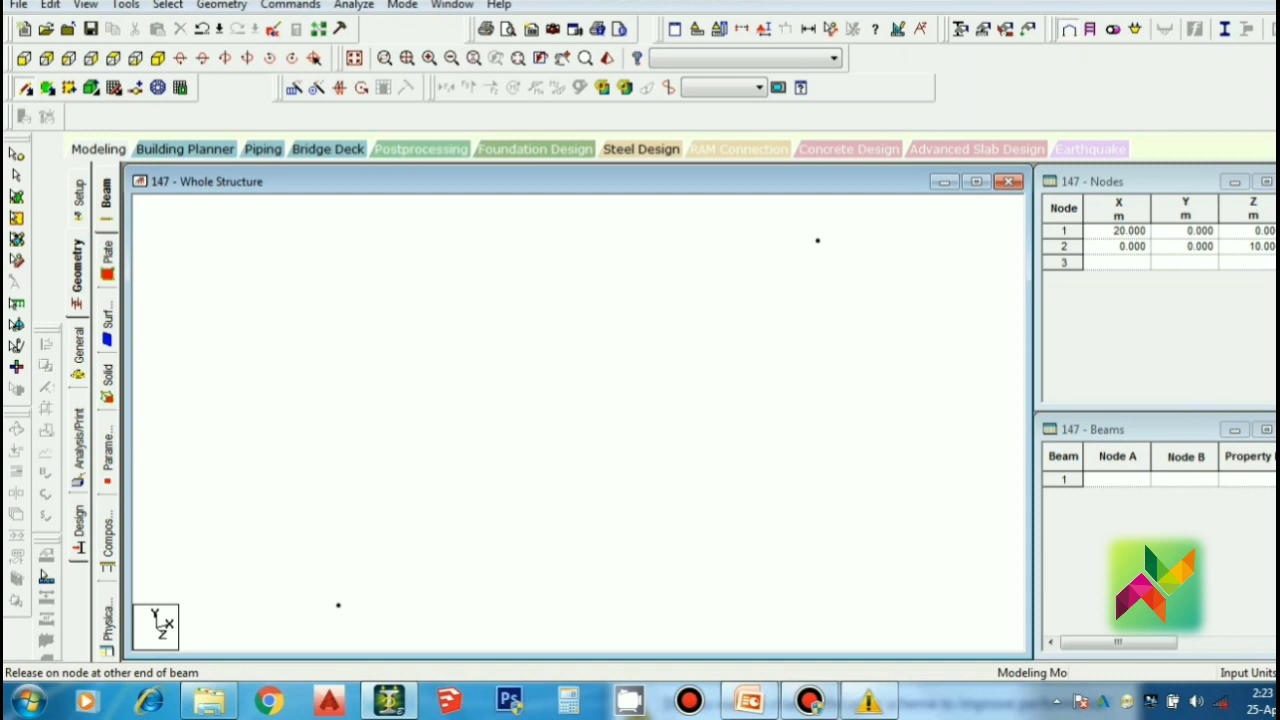 File Edit View Tools Select Geometry Commands Analyze Mode Window Help
Modeling Building Planner Piping Bridge Deck Postprocessing Foundation Design Steel Design RAM Connection Concrete Design Advanced Slab Design Earthquake
147 - Whole Structure
147 - Nodes
Node X m Y m Z m
1 20.000 0.000 0.00
2 0.000 0.000 10.00
3
147 - Beams
Beam Node A Node B Property
1
Setup
Geometry
General
Analysis/Print
Design
Beam
Plate
Surf...
Solid
Parame...
Compos...
Physica...
Y
X
Z
Release on node at other end of beam
Modeling Mo
Input Units
Ps
2:23
25-Ap